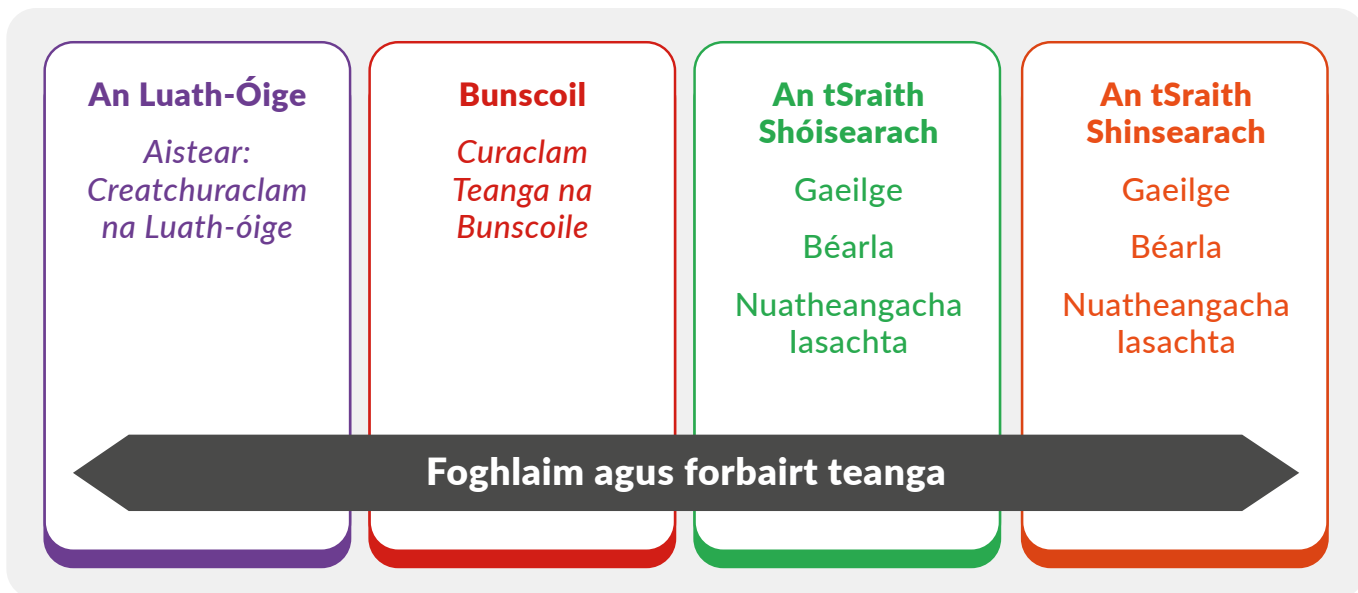 An Luath-Óige
Aistear:
Creatchuraclam
na Luath-óige
Bunscoil
Curaclam
Teanga na
Bunscoile
An tSraith
Shóisearach
Gaeilge
Béarla
Nuatheangacha
Iasachta
An tSraith
Shinsearach
Gaeilge
Béarla
Nuatheangacha
Iasachta
Foghlaim agus forbairt teanga